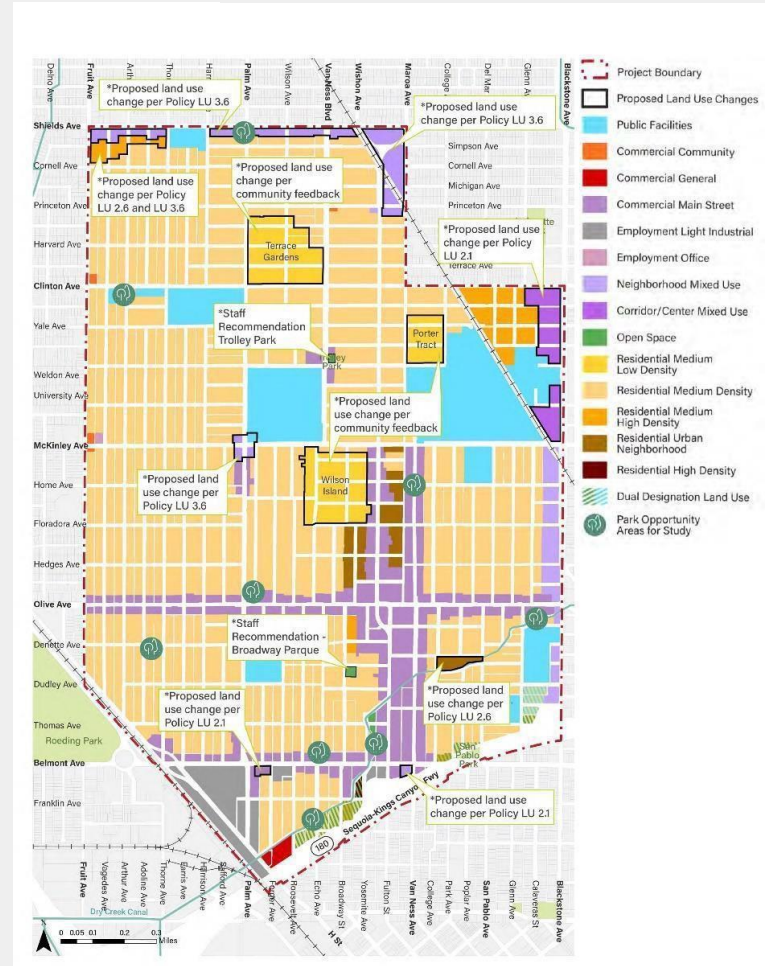 Delno Ave
Fruit Ave
Palm Ave
Wilson Ave
Van Ness Blvd
Wishon Ave
Maroa Ave
College
Del Mar
Glenn Av
Blackstone Ave
*Proposed land use
change per Policy LU 3.6
*Proposed land use
change per Policy LU 3.6
Shields Ave
Cornell Ave
Princeton Ave
Harvard Ave
Clinton Ave
Yale Ave
Weldon Ave
University Ave
McKinley Ave
Home Ave
Floradora Ave
Hedges Ave
Olive Ave
Dudley Ave
Thomas Ave
Roeding Park
Belmont Ave
Franklin Ave
Simpson Ave
Cornell Ave
Michigan Ave
Princeton Ave
Terrace Ave
*Proposed land
use change per
Policy LU
2.6 and LU 3.6
*Proposed land use
change per
community feedback
*Proposed land use
change per Policy
LU 2.1
Terrace
Gardens
*Staff
Recommendation
Trolley Park
Porter
Tract
Park
*Proposed land
use change per
community feedback
*Proposed land
use change per
Policy LU 3.6
Wilson
Island
*Staff
Recommendation -
Broadway Parque
*Proposed land
use change per
Policy LU 2.1
*Proposed land
use change per
Policy LU 2.6
San
Pablo
Park
*Proposed land use
change per Policy LU 2.1
Sequoia-Kings Canyo Fwy
180
Fruit Ave
Arthur Ave
Adoline Ave
Thorne Ave
Harrison Ave
Safford Ave
Palm Ave
Roosevelt Ave
Echo Ave
Broadway St
Yosemite Ave
Fulton St
Van Ness Ave
College Ave
Park Ave
Poplar Ave
San Pablo Ave
Glenn Ave
Calaveras St
Blackstone Ave
H St
Dry Creek Canal
0 0.05 0.1 0.2 0.3
Miles
Project Boundary
Proposed Land Use Changes
Public Facilities
Commercial Community
Commercial General
Commercial Main Street
Employment Light Industrial
Employment Office
Neighborhood Mixed Use
Corridor/Center Mixed Use
Open Space
Residential Medium
Low Density
Residential Medium Density
Residential Medium
High Density
Residential Urban
Neighborhood
Residential High Density
Dual Designation Land Use
Park Opportunity
Areas for Study